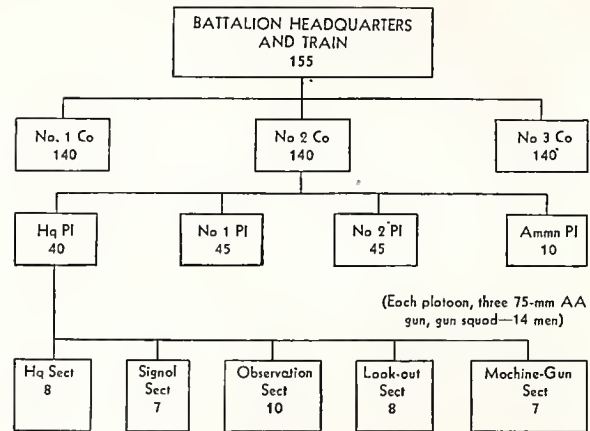 BATTALION HEADQUARTERS
AND TRAIN
155
No. 1 Co
140
No 2 Co
140
No 3 Co
140
Hq Pl
40
No 1 Pl
45
No 2 Pl
45
Ammn Pl
10
(Each platoon, three 75-mm AA
gun, gun squad—14 men)
Hq Sect
8
Signal
Sect
7
Observation
Sect
10
Look-out
Sect
8
Machine-Gun
Sect
7